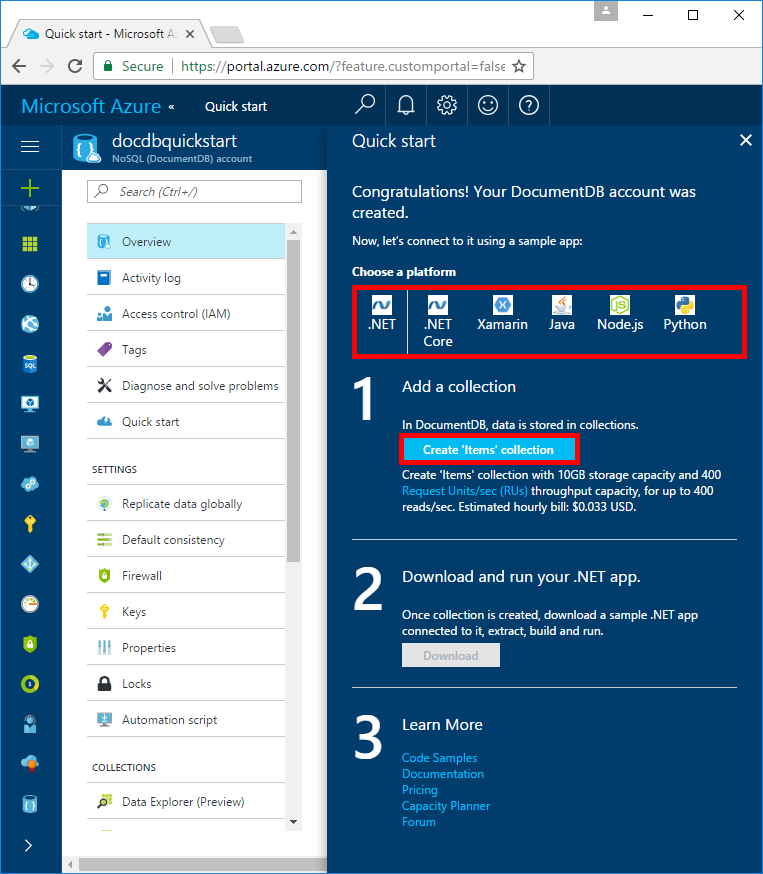 Quick start - Microsoft A
Secure
https://portal.azure.com/?feature.customportal=false
Microsoft Azure «
Quick start
docdbquickstart
NoSQL (DocumentDB) account
Search (Ctrl+/)
Overview
Activity log
Access control (IAM)
Tags
Diagnose and solve problems
Quick start
SETTINGS
Replicate data globally
Default consistency
Firewall
Keys
Properties
Locks
Automation script
COLLECTIONS
Data Explorer (Preview)
SQL
Quick start
Congratulations! Your DocumentDB account was
created.
Now, let's connect to it using a sample app:
Choose a platform
.NET
.NET
Core
Xamarin
Java
Node.js
Python
1
Add a collection
In DocumentDB, data is stored in collections.
Create 'Items' collection
Create 'Items' collection with 10GB storage capacity and 400
Request Units/sec (RUs) throughput capacity, for up to 400
reads/sec. Estimated hourly bill: $0.033 USD.
2
Download and run your .NET app.
Once collection is created, download a sample .NET app
connected to it, extract, build and run.
Download
3
Learn More
Code Samples
Documentation
Pricing
Capacity Planner
Forum